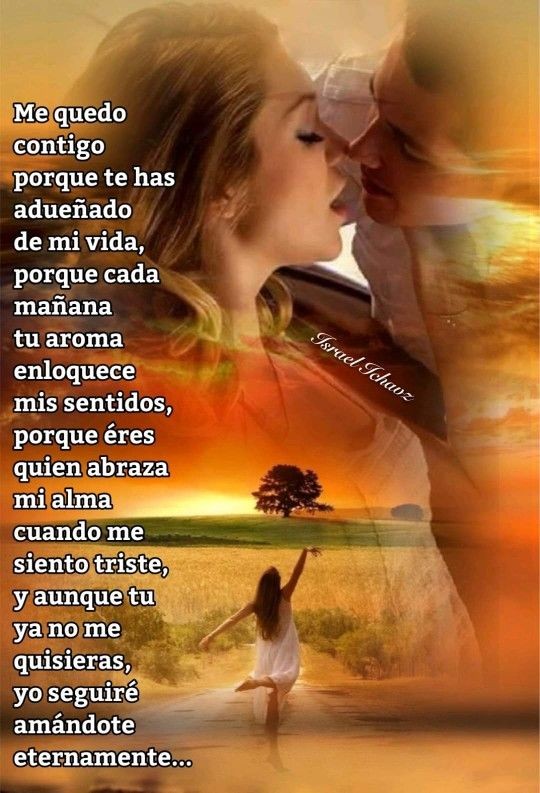 Me quedo
contigo
porque te has
adueñado
de mi vida,
porque cada
mañana
tu aroma
enloquece
mis sentidos,
porque éres
quien abraza
mi alma
cuando me
siento triste,
y aunque tu
ya no me
quisieras,
yo seguiré
amándote
eternamente...
Israel Ichavz